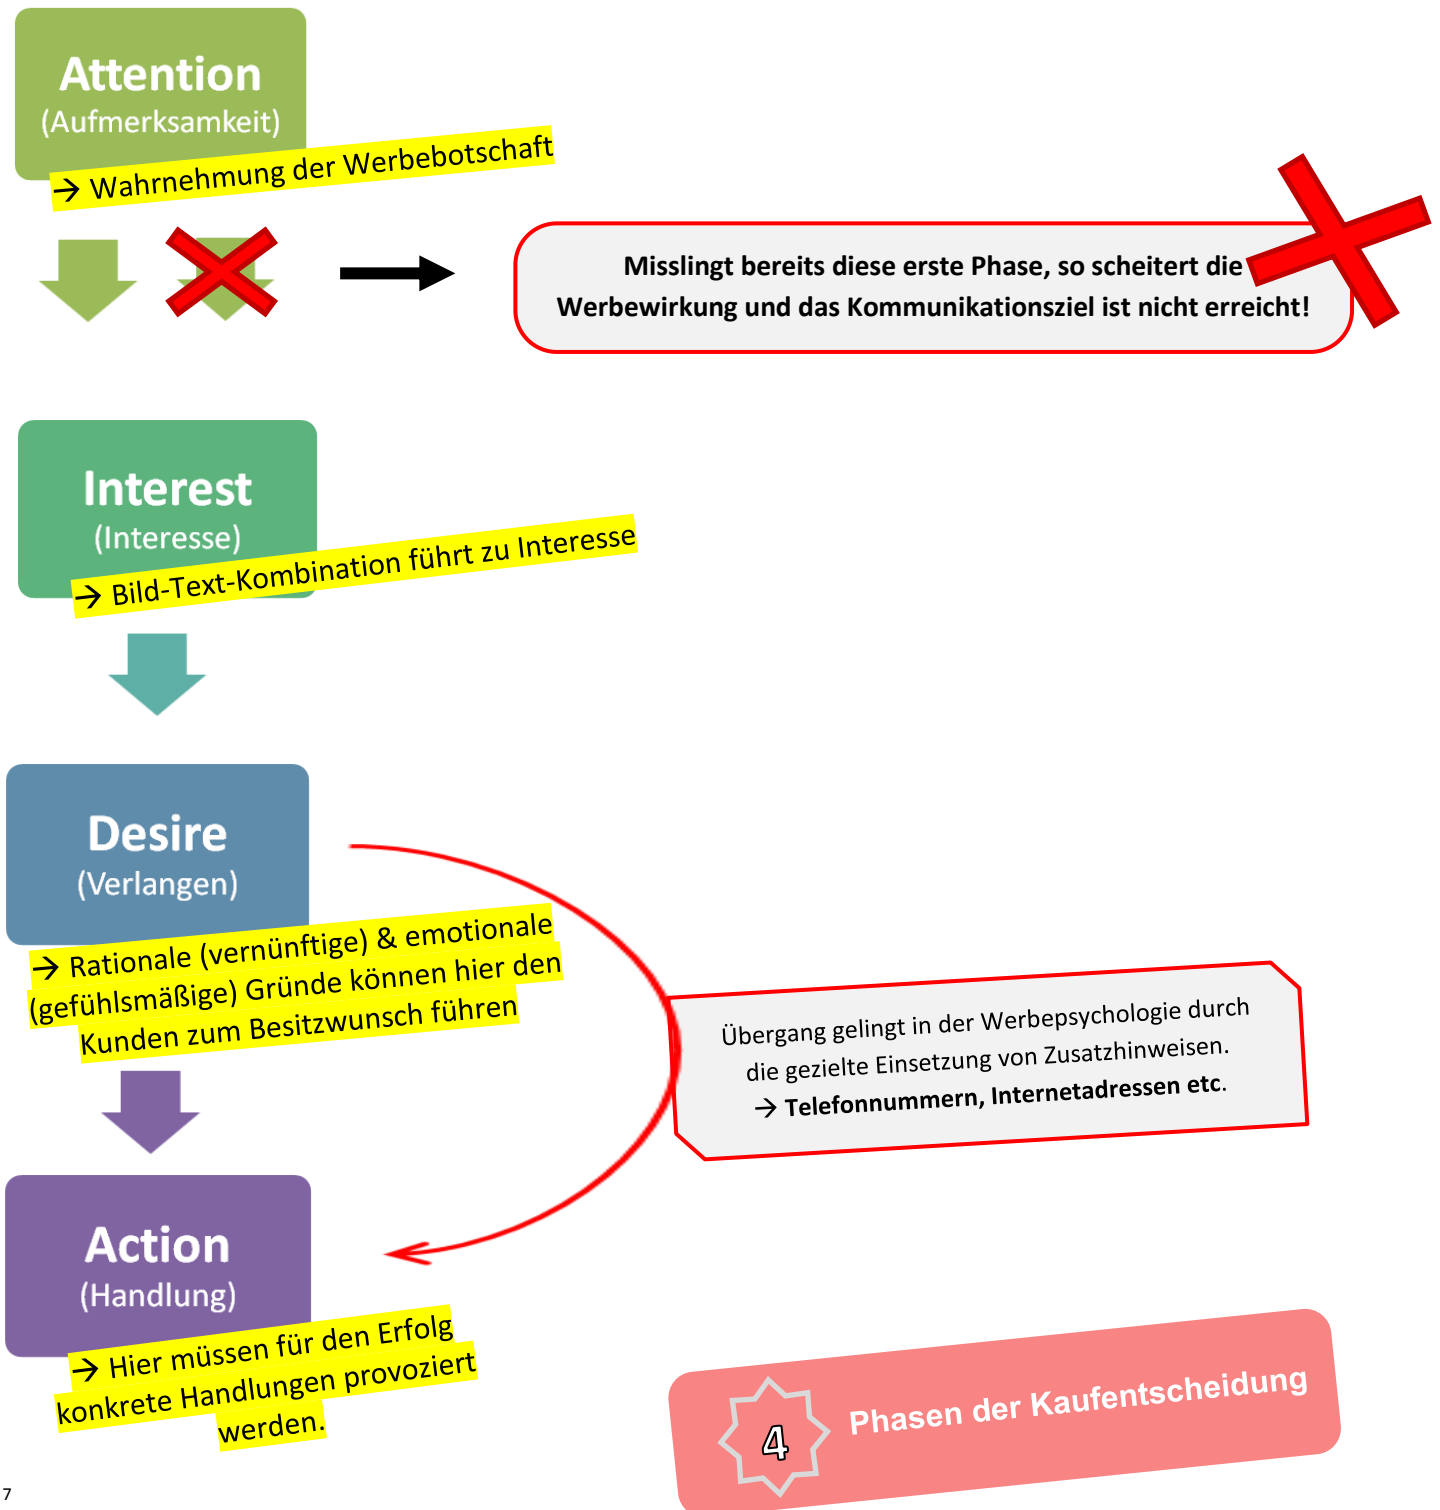 Attention
(Aufmerksamkeit)
→ Wahrnehmung der Werbebotschaft
Misslingt bereits diese erste Phase, so scheitert die
Werbewirkung und das Kommunikationsziel ist nicht erreicht!
Interest
(Interesse)
→ Bild-Text-Kombination führt zu Interesse
Desire
(Verlangen)
→ Rationale (vernünftige) & emotionale
(gefühlsmäßige) Gründe können hier den
Kunden zum Besitzwunsch führen
Übergang gelingt in der Werbepsychologie durch
die gezielte Einsetzung von Zusatzhinweisen.
→ Telefonnummern, Internetadressen etc.
Action
(Handlung)
→ Hier müssen für den Erfolg
konkrete Handlungen provoziert
werden.
4 Phasen der Kaufentscheidung
7